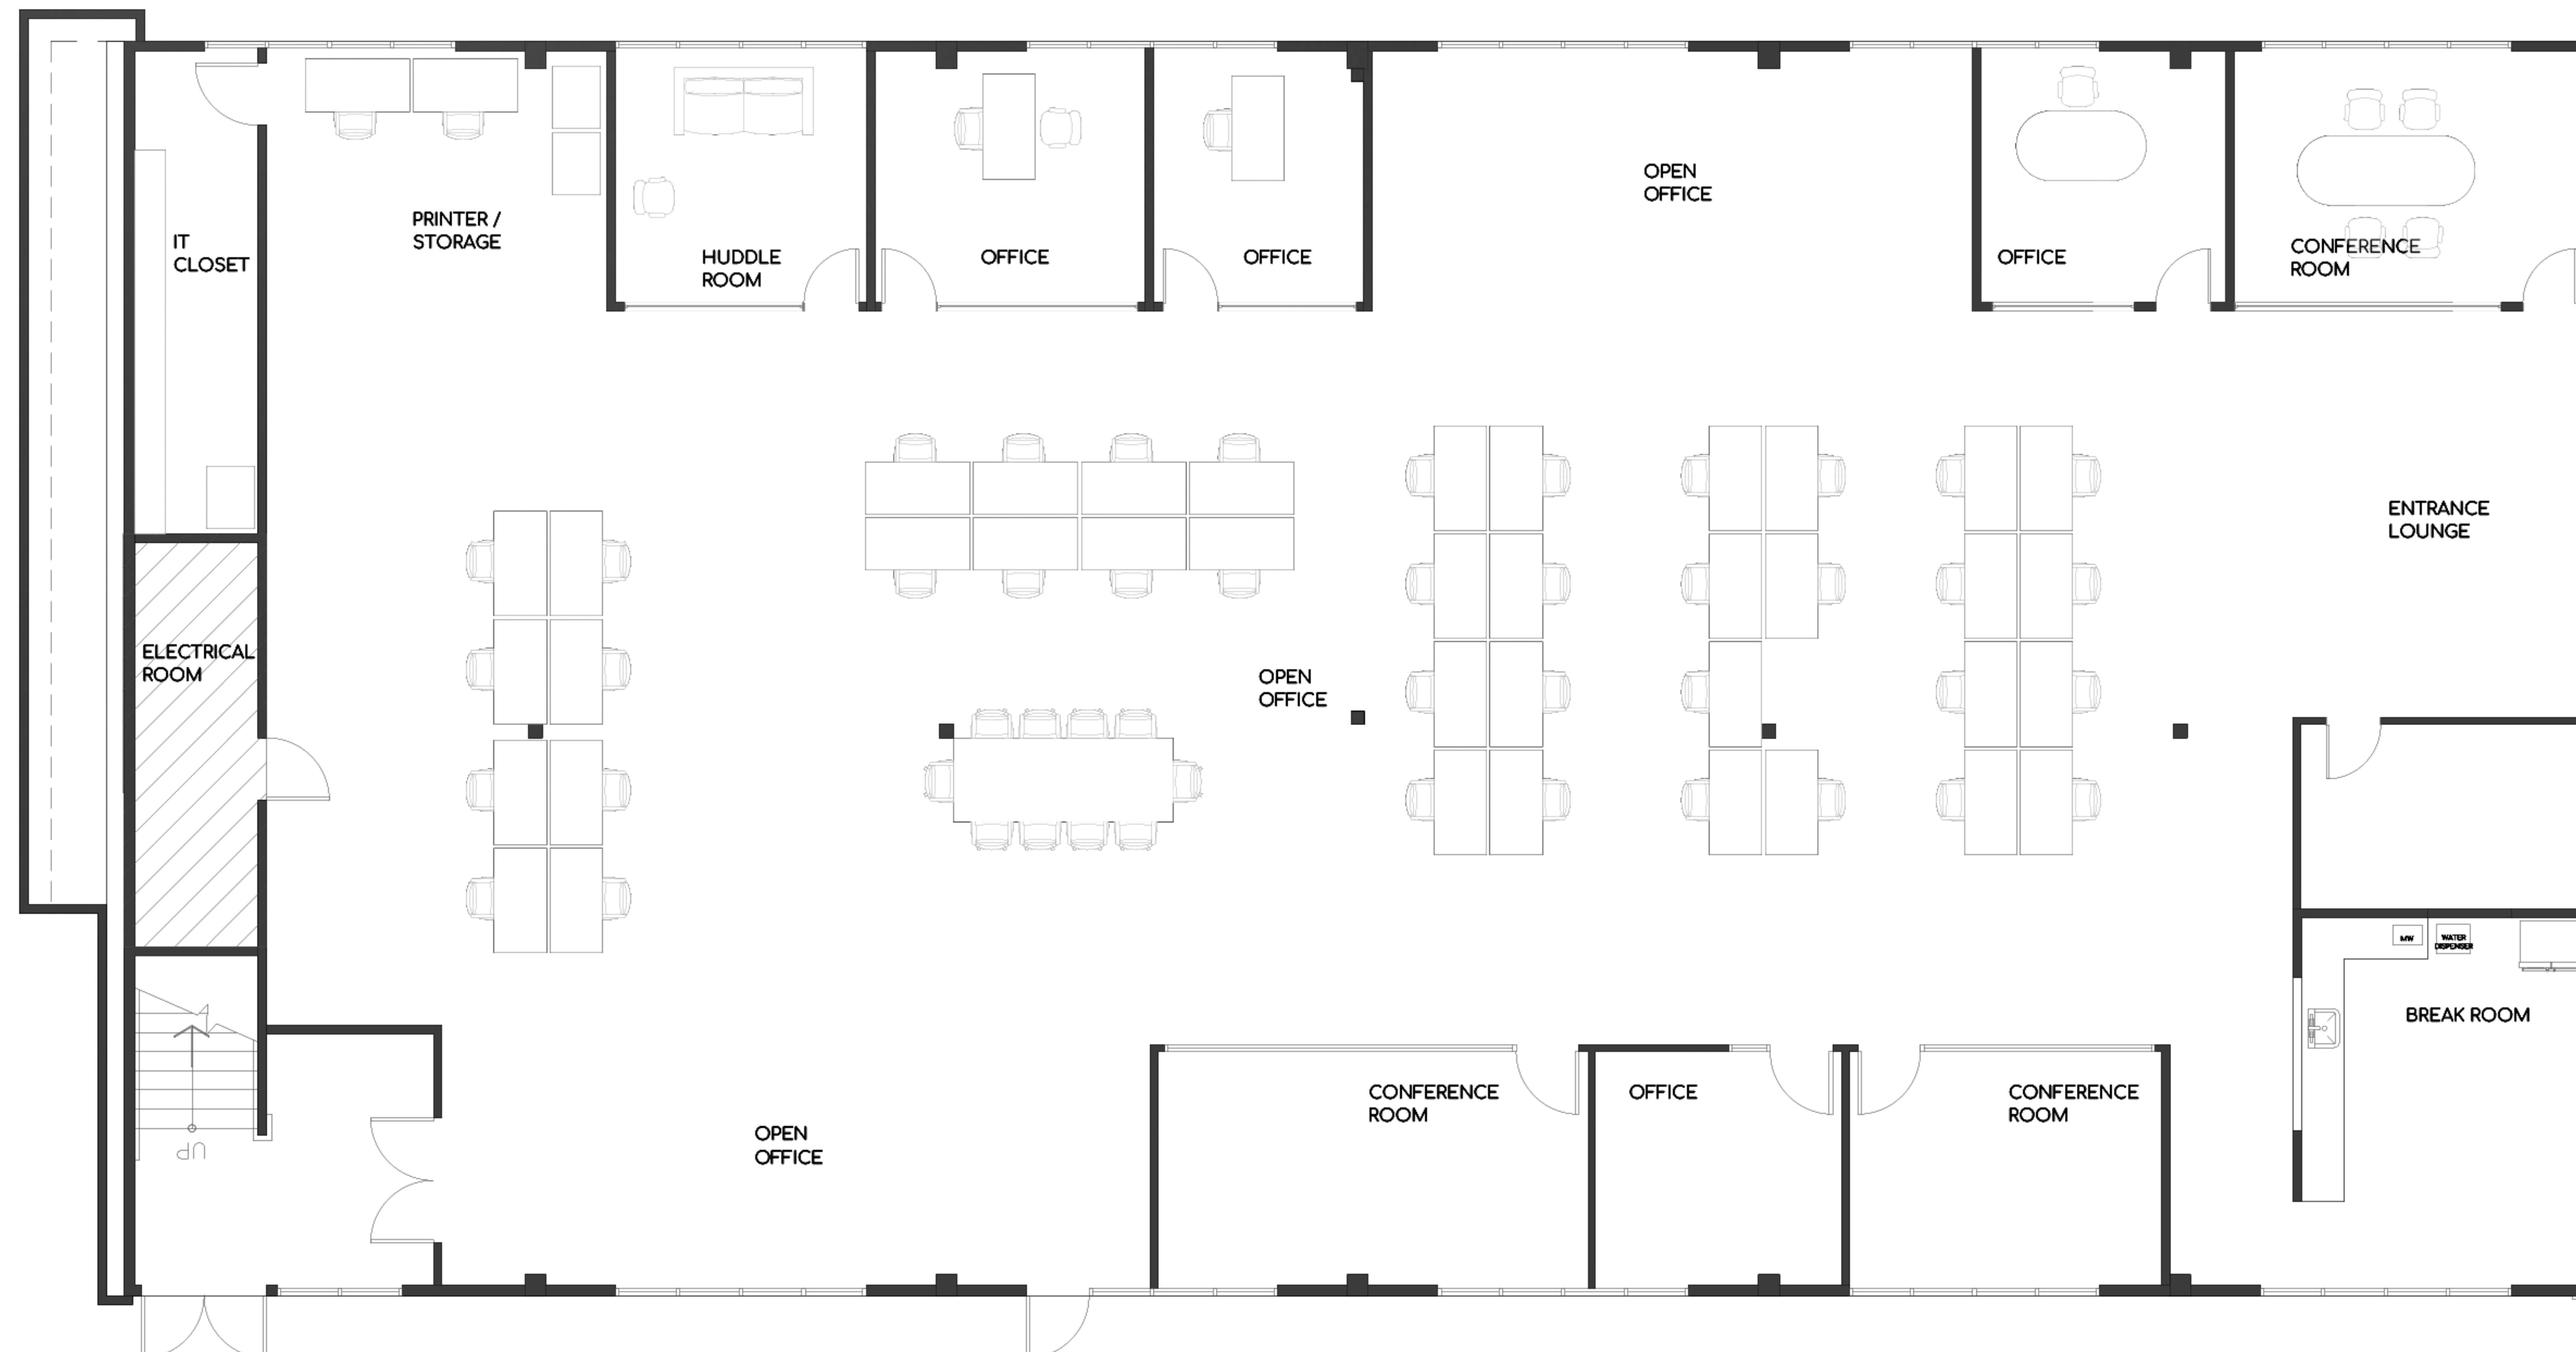 IT
CLOSET
PRINTER /
STORAGE
HUDDLE
ROOM
OFFICE
OFFICE
OPEN
OFFICE
OFFICE
CONFERENCE
ROOM
ENTRANCE
LOUNGE
ELECTRICAL
ROOM
OPEN
OFFICE
MW
WATER
DISPENSER
BREAK ROOM
CONFERENCE
ROOM
OFFICE
CONFERENCE
ROOM
OPEN
OFFICE
UP